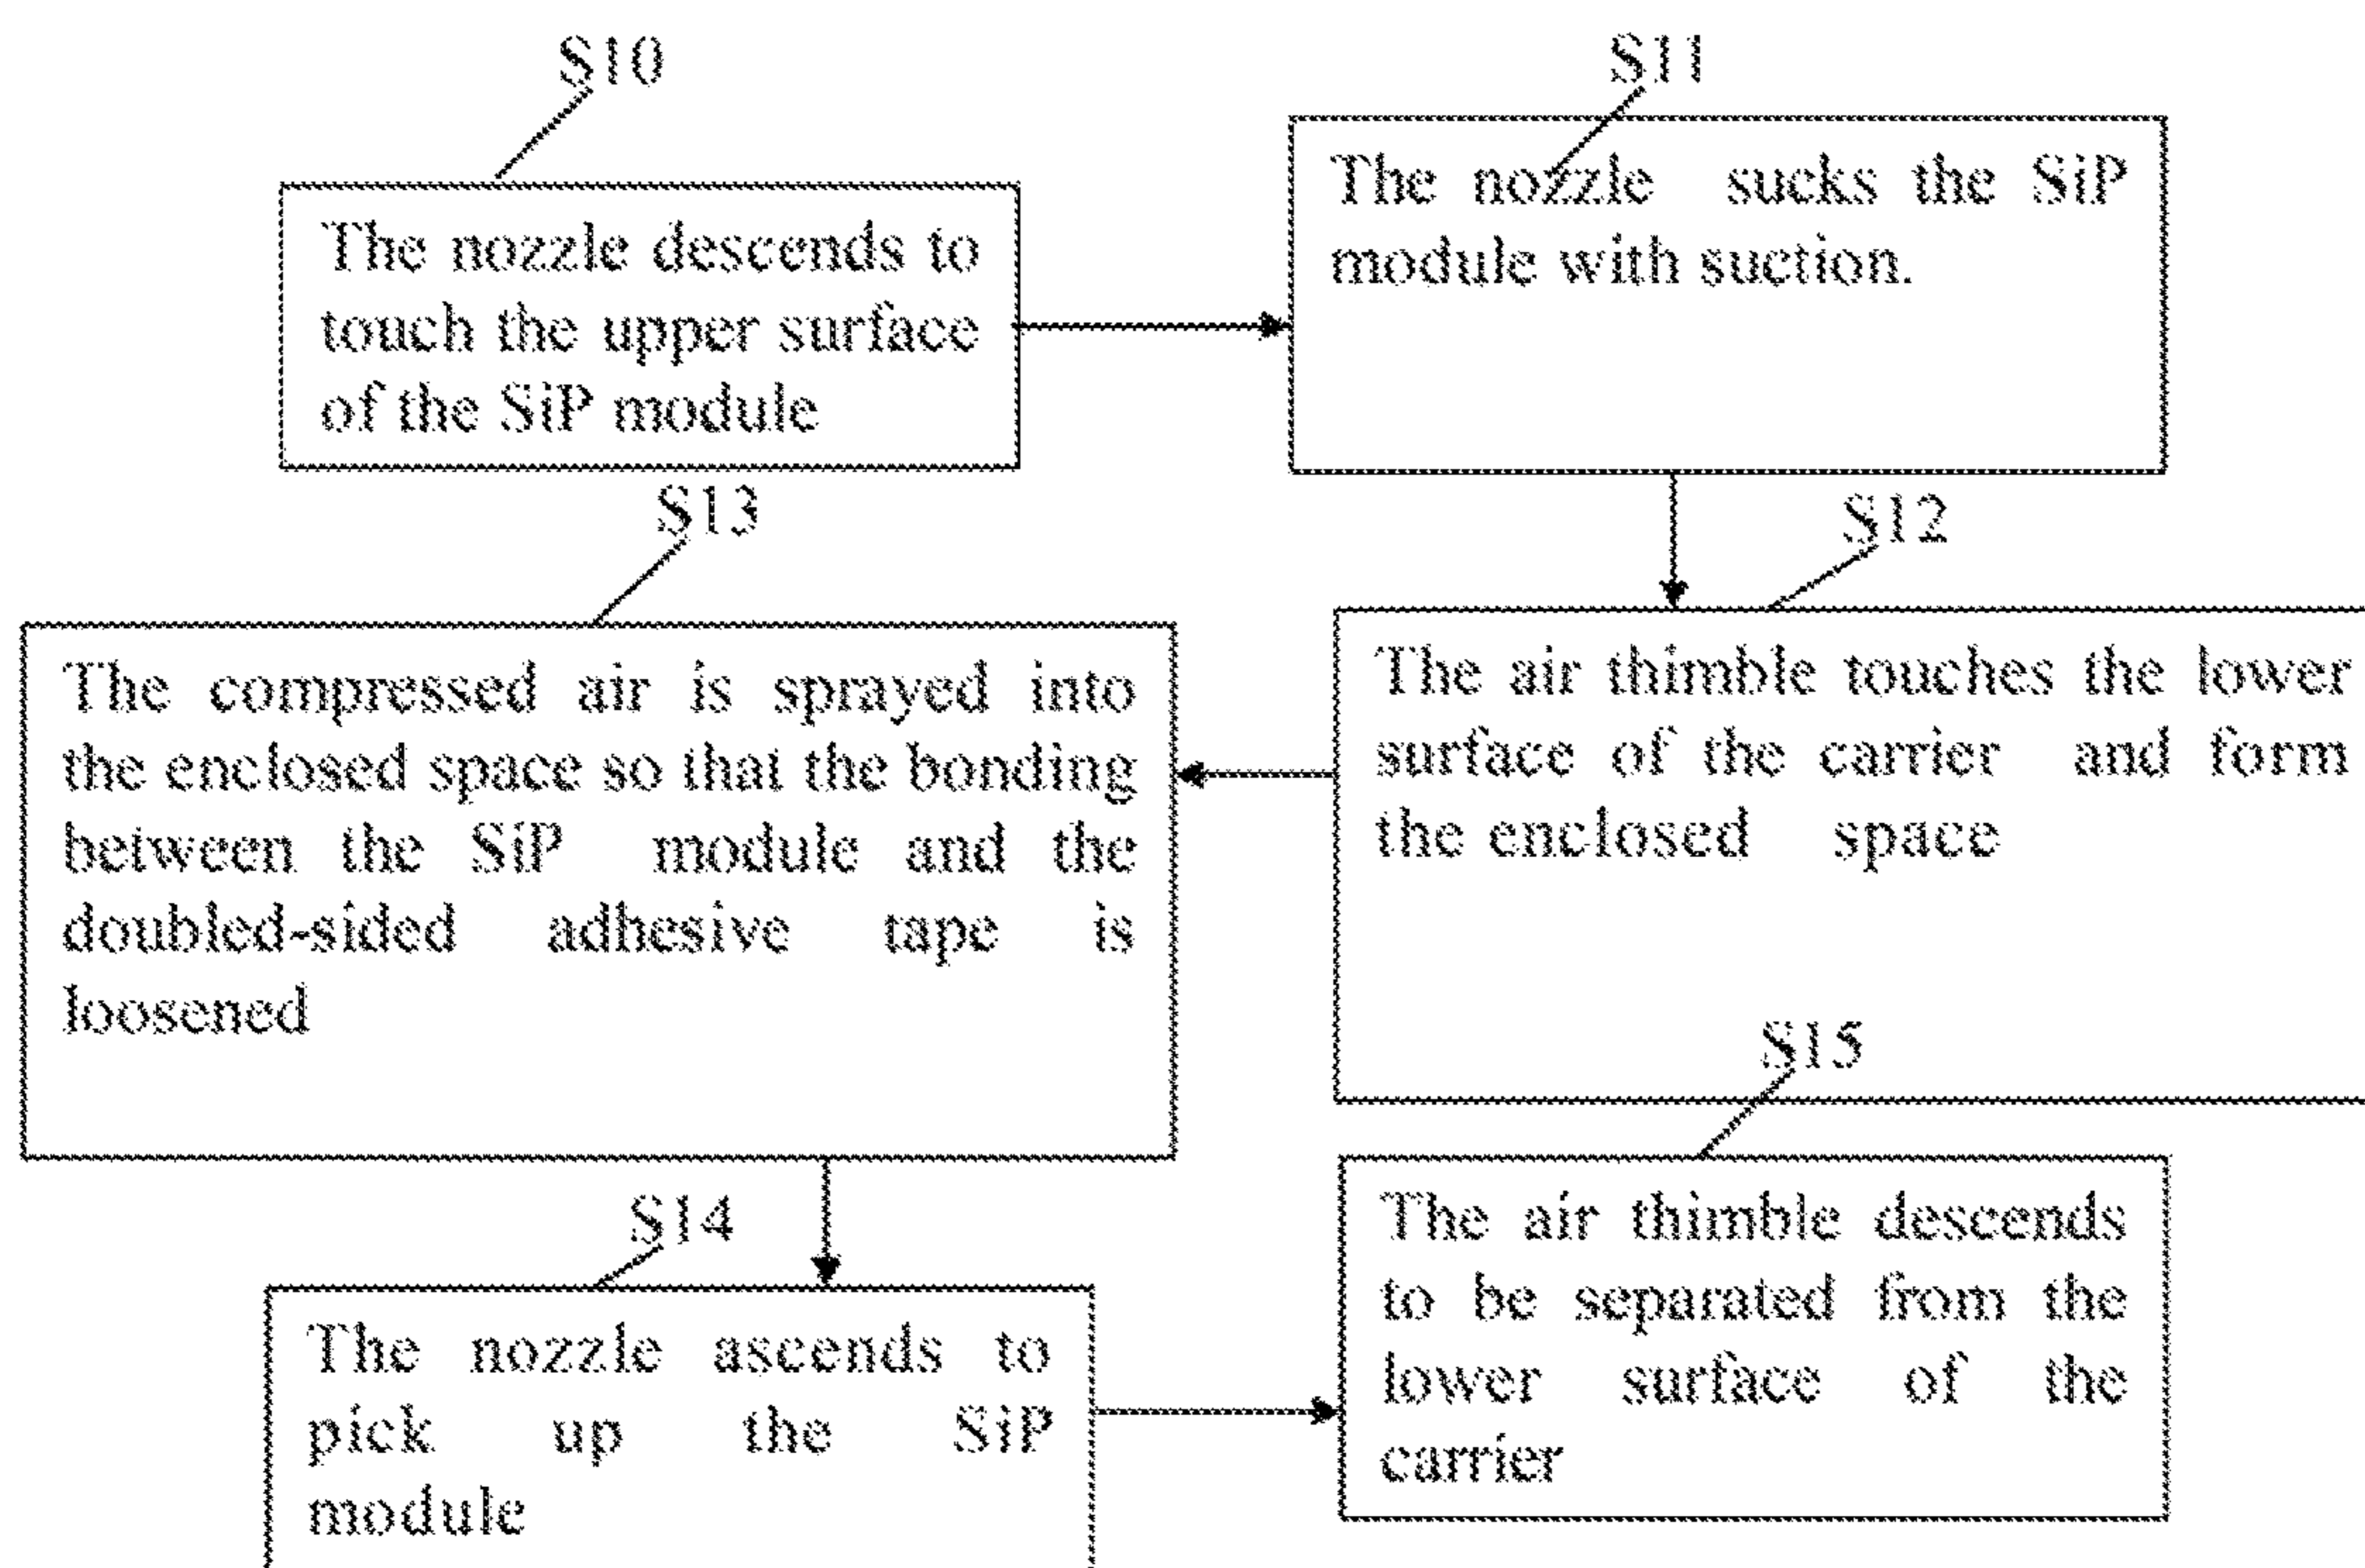 S10
The nozzle descends to
touch the upper surface
of the SiP module
S11
The nozzle sucks the SiP
module with suction.
S12
The air thimble touches the lower
surface of the carrier and form
the enclosed space
S13
The compressed air is sprayed into
the enclosed space so that the bonding
between the SiP module and the
doubled-sided adhesive tape is
loosened
S14
The nozzle ascends to
pick up the SiP
module
S15
The air thimble descends
to be separated from the
lower surface of the
carrier